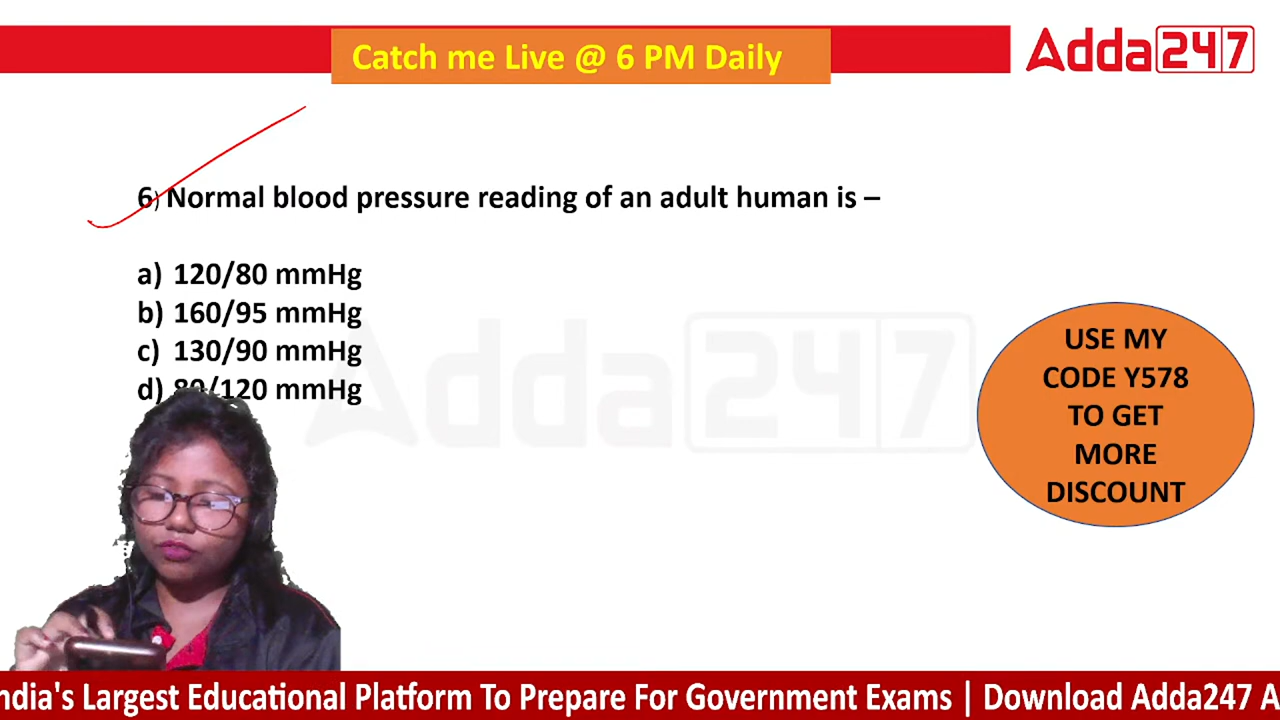 Catch me Live @ 6 PM Daily
Adda247
6) Normal blood pressure reading of an adult human is –
a) 120/80 mmHg
b) 160/95 mmHg
c) 130/90 mmHg
d) 80/120 mmHg
Adda247
USE MY
CODE Y578
TO GET
MORE
DISCOUNT
ndia's Largest Educational Platform To Prepare For Government Exams | Download Adda247 A